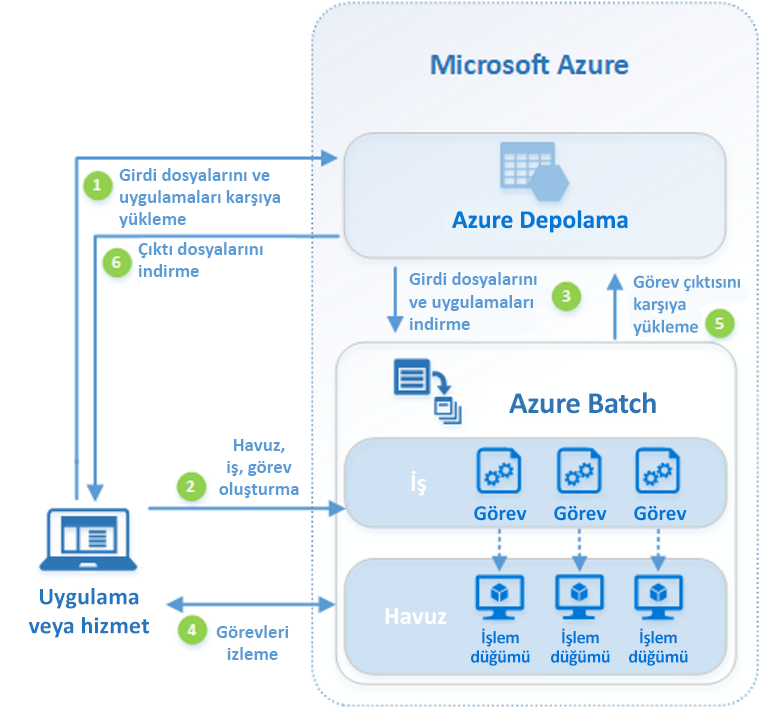 Microsoft Azure
Azure Depolama
1
Girdi dosyalarını ve
uygulamaları karşıya
yükleme
6
Çıktı dosyalarını
indirme
Girdi dosyalarını
ve uygulamaları
indirme
3
Görev çıktısını
karşıya
yükleme
5
Azure Batch
Havuz,
iş, görev
oluşturma
2
İş
Görev
Görev
Görev
Uygulama
veya hizmet
4
Görevleri
izleme
Havuz
İşlem
düğümü
İşlem
düğümü
İşlem
düğümü